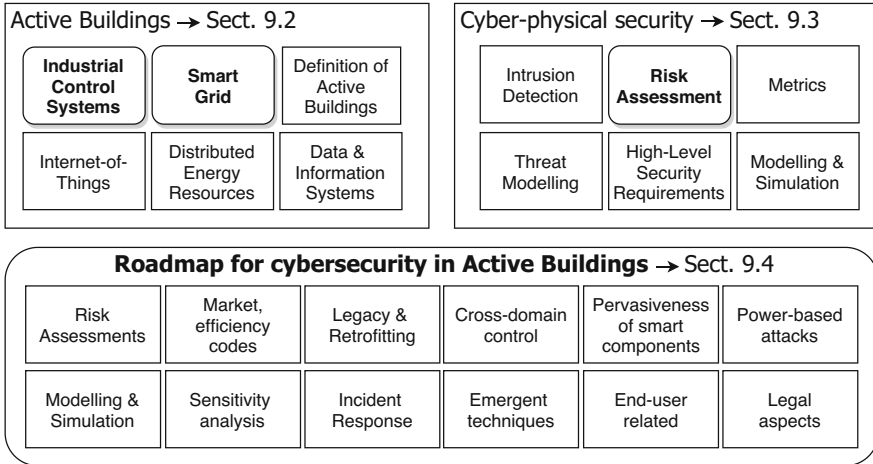 Active Buildings → Sect. 9.2
Industrial
Control
Systems
Smart
Grid
Definition of
Active
Buildings
Internet-of-
Things
Distributed
Energy
Resources
Data &
Information
Systems
Cyber-physical security → Sect. 9.3
Intrusion
Detection
Risk
Assessment
Metrics
Threat
Modelling
High-Level
Security
Requirements
Modelling &
Simulation
Roadmap for cybersecurity in Active Buildings → Sect. 9.4
Risk
Assessments
Market,
efficiency
codes
Legacy &
Retrofitting
Cross-domain
control
Pervasiveness
of smart
components
Power-based
attacks
Modelling &
Simulation
Sensitivity
analysis
Incident
Response
Emergent
techniques
End-user
related
Legal
aspects